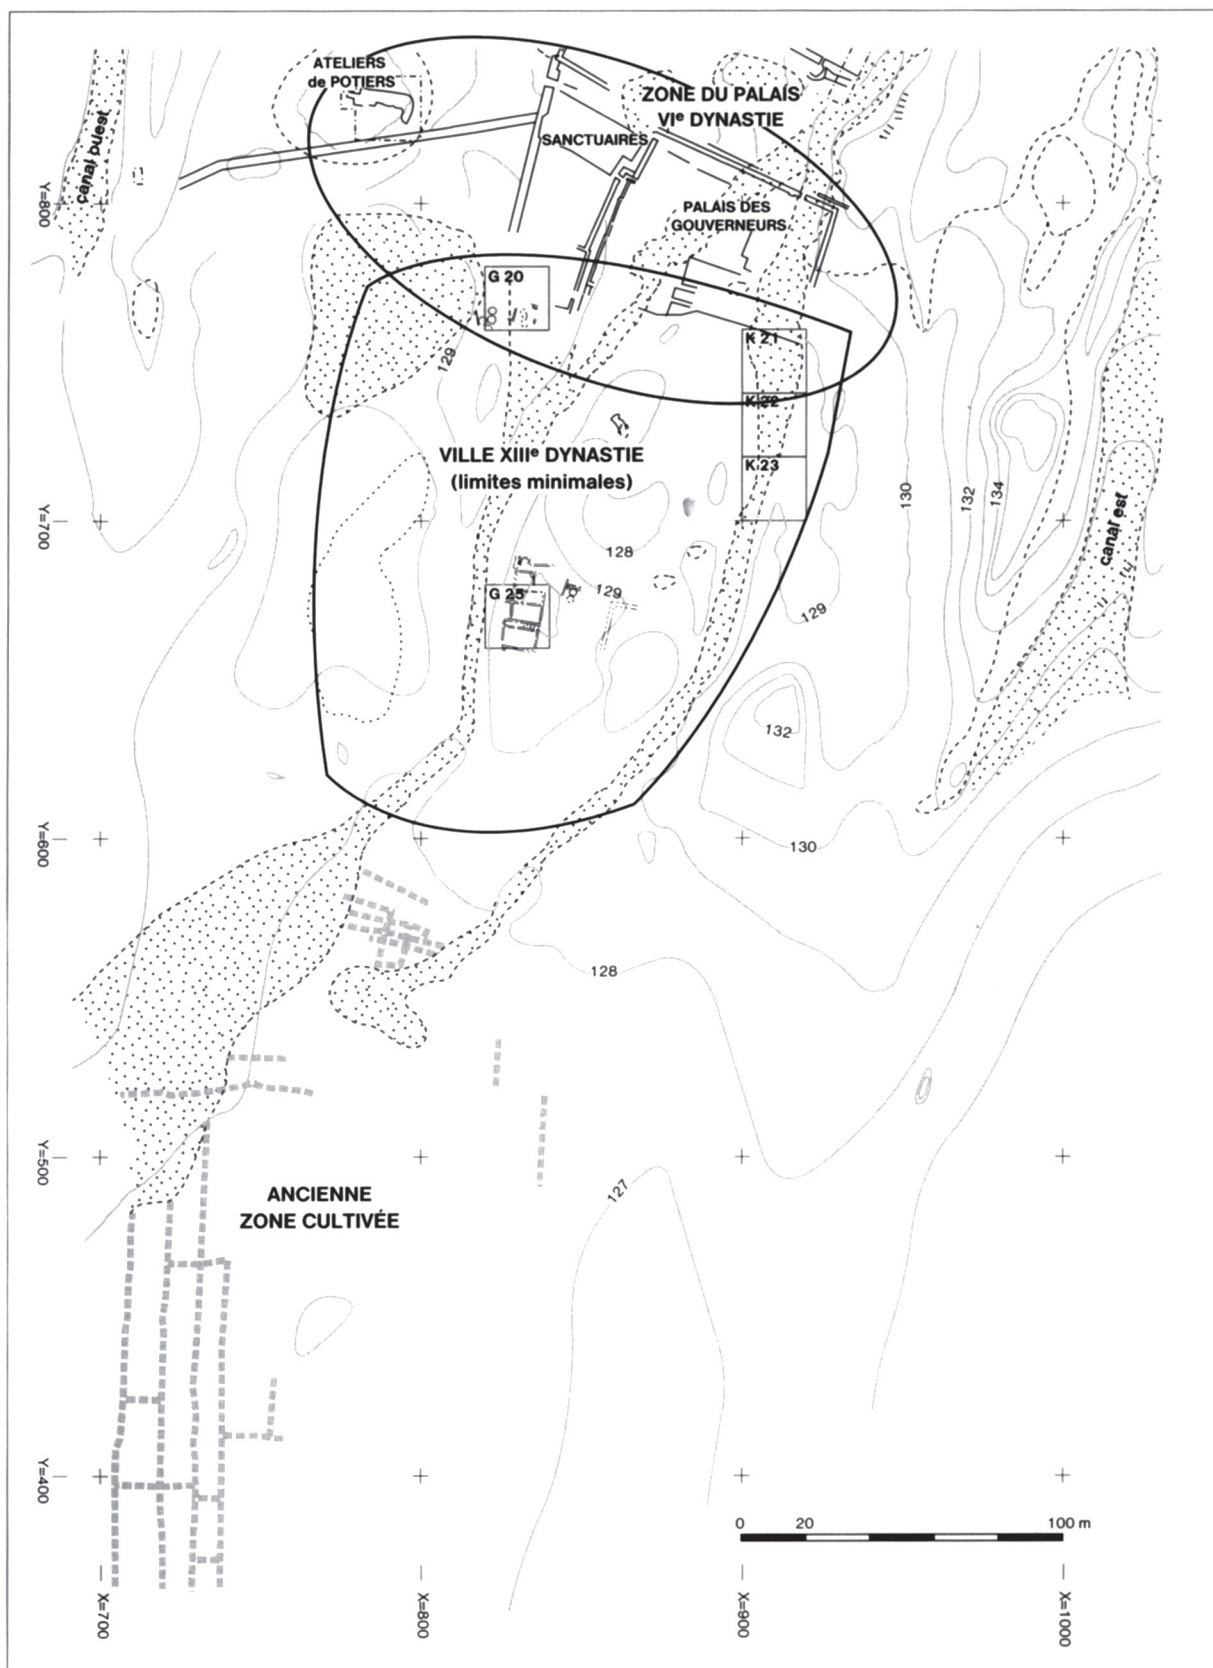 ATELIERS
de POTIERS
ZONE DU PALAIS
VIe DYNASTIE
canal ouest
SANCTUAIRES
Y=800
PALAIS DES
GOUVERNEURS
G 20
K 21
129
K 22
VILLE XIIIe DYNASTIE
(limites minimales)
K 23
130
132
134
Y=700
canal est
128
G 25
129
129
132
Y=600
130
128
Y=500
127
ANCIENNE
ZONE CULTIVÉE
Y=400
0 20 100 m
X=700
X=800
X=900
X=1000